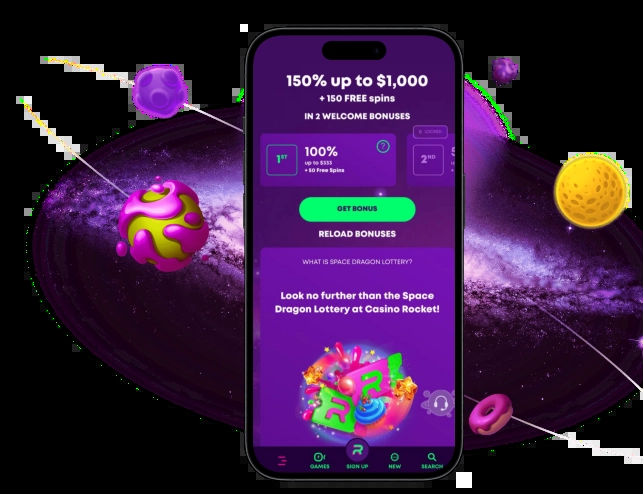 150% up to $1,000
+ 150 FREE spins
IN 2 WELCOME BONUSES
LOCKED
1ST
100%
up to $333
+ 50 Free Spins
?
2ND
GET BONUS
RELOAD BONUSES
WHAT IS SPACE DRAGON LOTTERY?
Look no further than the Space
Dragon Lottery at Casino Rocket!
R R
GAMES
SIGN UP
NEW
SEARCH